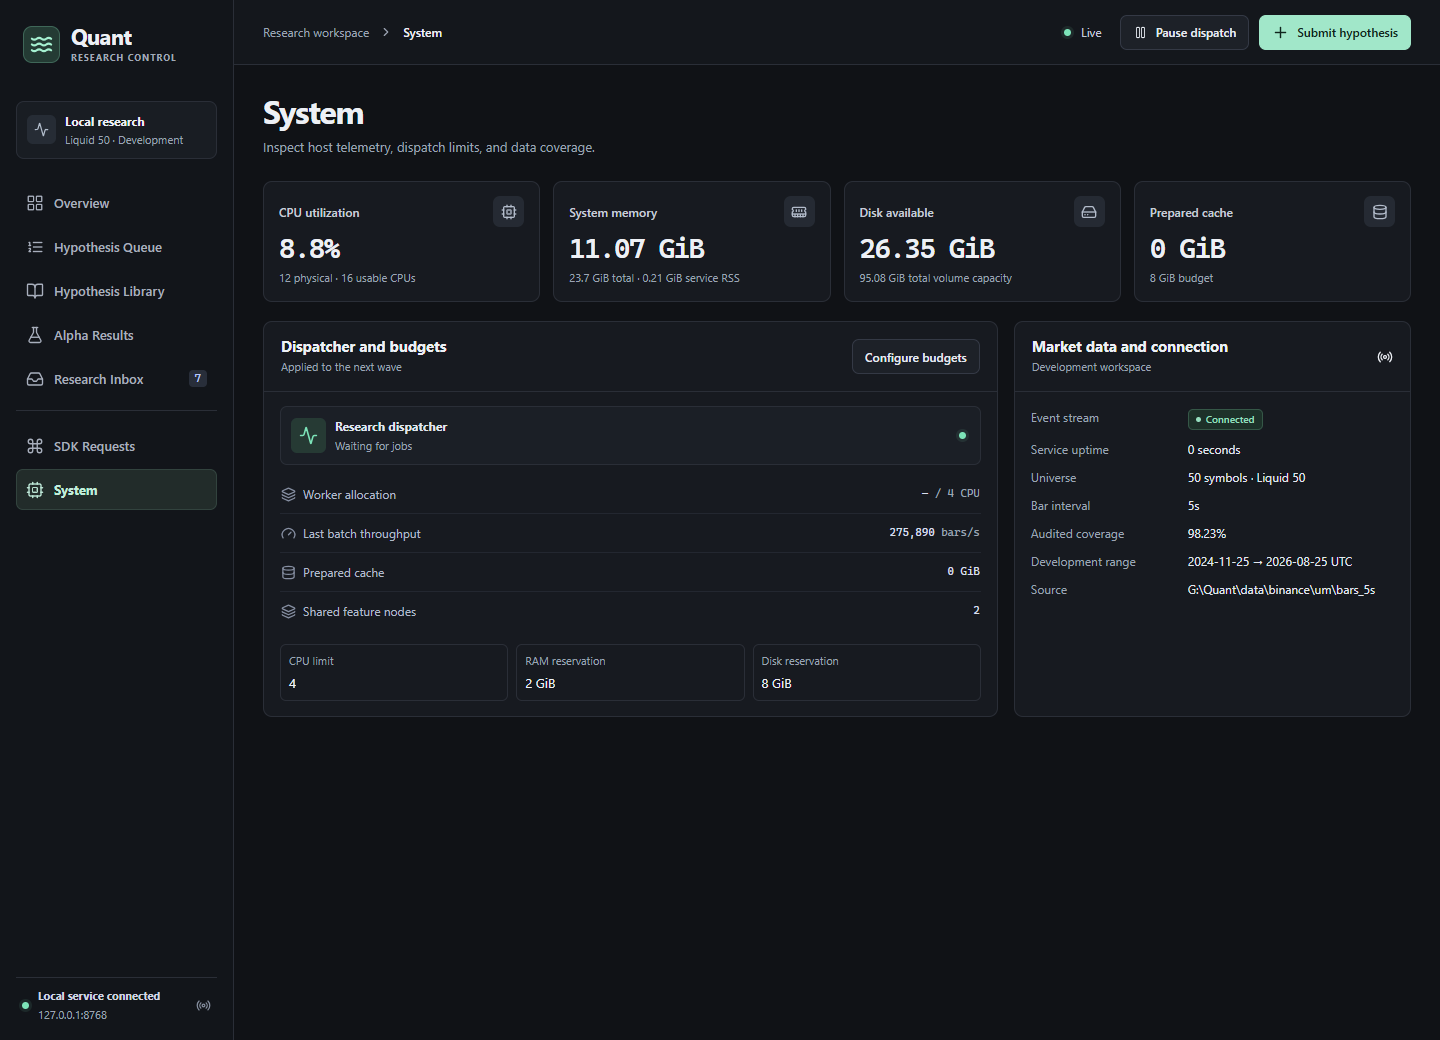 Quant
RESEARCH CONTROL
Local research
Liquid 50 · Development
Overview
Hypothesis Queue
Hypothesis Library
Alpha Results
Research Inbox 7
SDK Requests
System
Local service connected
127.0.0.1:8768
Research workspace > System
Live
Pause dispatch
Submit hypothesis
System
Inspect host telemetry, dispatch limits, and data coverage.
CPU utilization
8.8%
12 physical · 16 usable CPUs
System memory
11.07 GiB
23.7 GiB total · 0.21 GiB service RSS
Disk available
26.35 GiB
95.08 GiB total volume capacity
Prepared cache
0 GiB
8 GiB budget
Dispatcher and budgets
Applied to the next wave
Configure budgets
Research dispatcher
Waiting for jobs
Worker allocation — / 4 CPU
Last batch throughput 275,890 bars/s
Prepared cache 0 GiB
Shared feature nodes 2
CPU limit
4
RAM reservation
2 GiB
Disk reservation
8 GiB
Market data and connection
Development workspace
Event stream Connected
Service uptime 0 seconds
Universe 50 symbols · Liquid 50
Bar interval 5s
Audited coverage 98.23%
Development range 2024-11-25 → 2026-08-25 UTC
Source G:\Quant\data\binance\um\bars_5s